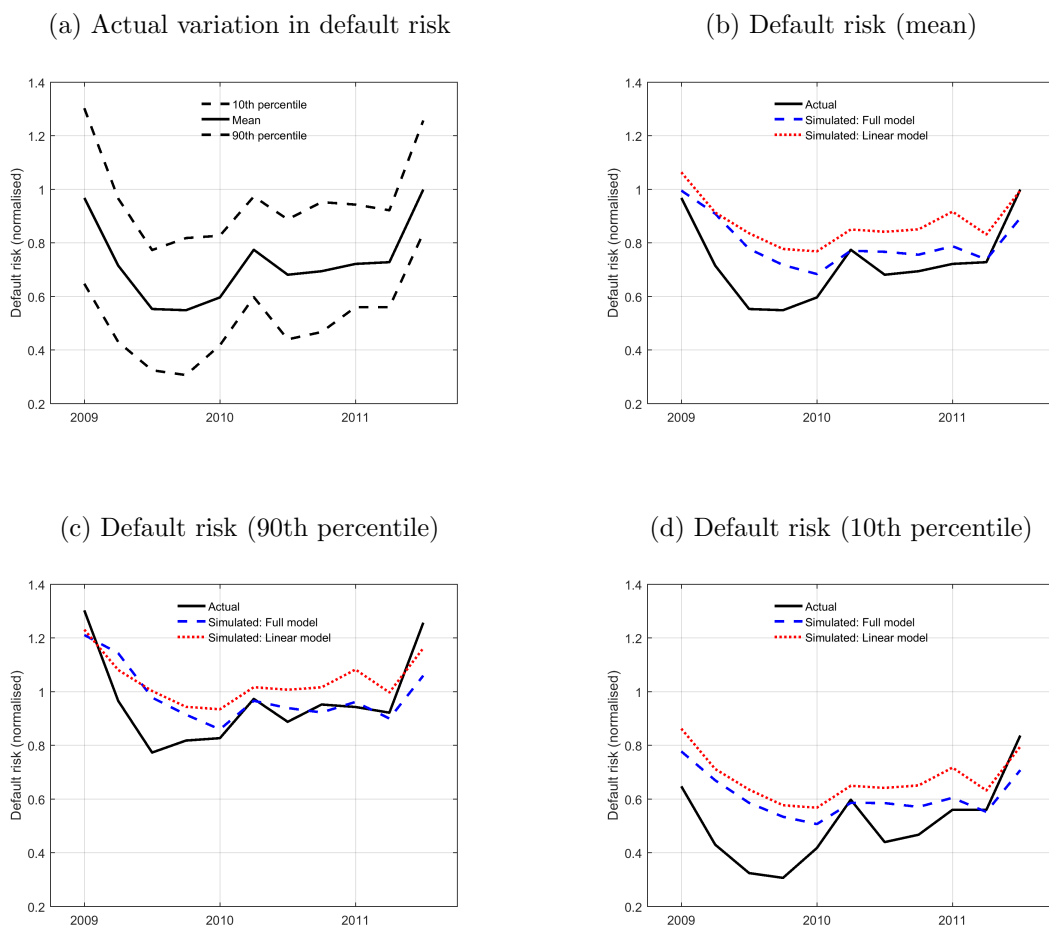 (a) Actual variation in default risk
Default risk (normalised)
1.4
1.2
1
0.8
0.6
0.4
0.2
2009
2010
2011
10th percentile
Mean
90th percentile
(b) Default risk (mean)
Default risk (normalised)
1.4
1.2
1
0.8
0.6
0.4
0.2
2009
2010
2011
Actual
Simulated: Full model
Simulated: Linear model
(c) Default risk (90th percentile)
Default risk (normalised)
1.4
1.2
1
0.8
0.6
0.4
0.2
2009
2010
2011
Actual
Simulated: Full model
Simulated: Linear model
(d) Default risk (10th percentile)
Default risk (normalised)
1.4
1.2
1
0.8
0.6
0.4
0.2
2009
2010
2011
Actual
Simulated: Full model
Simulated: Linear model